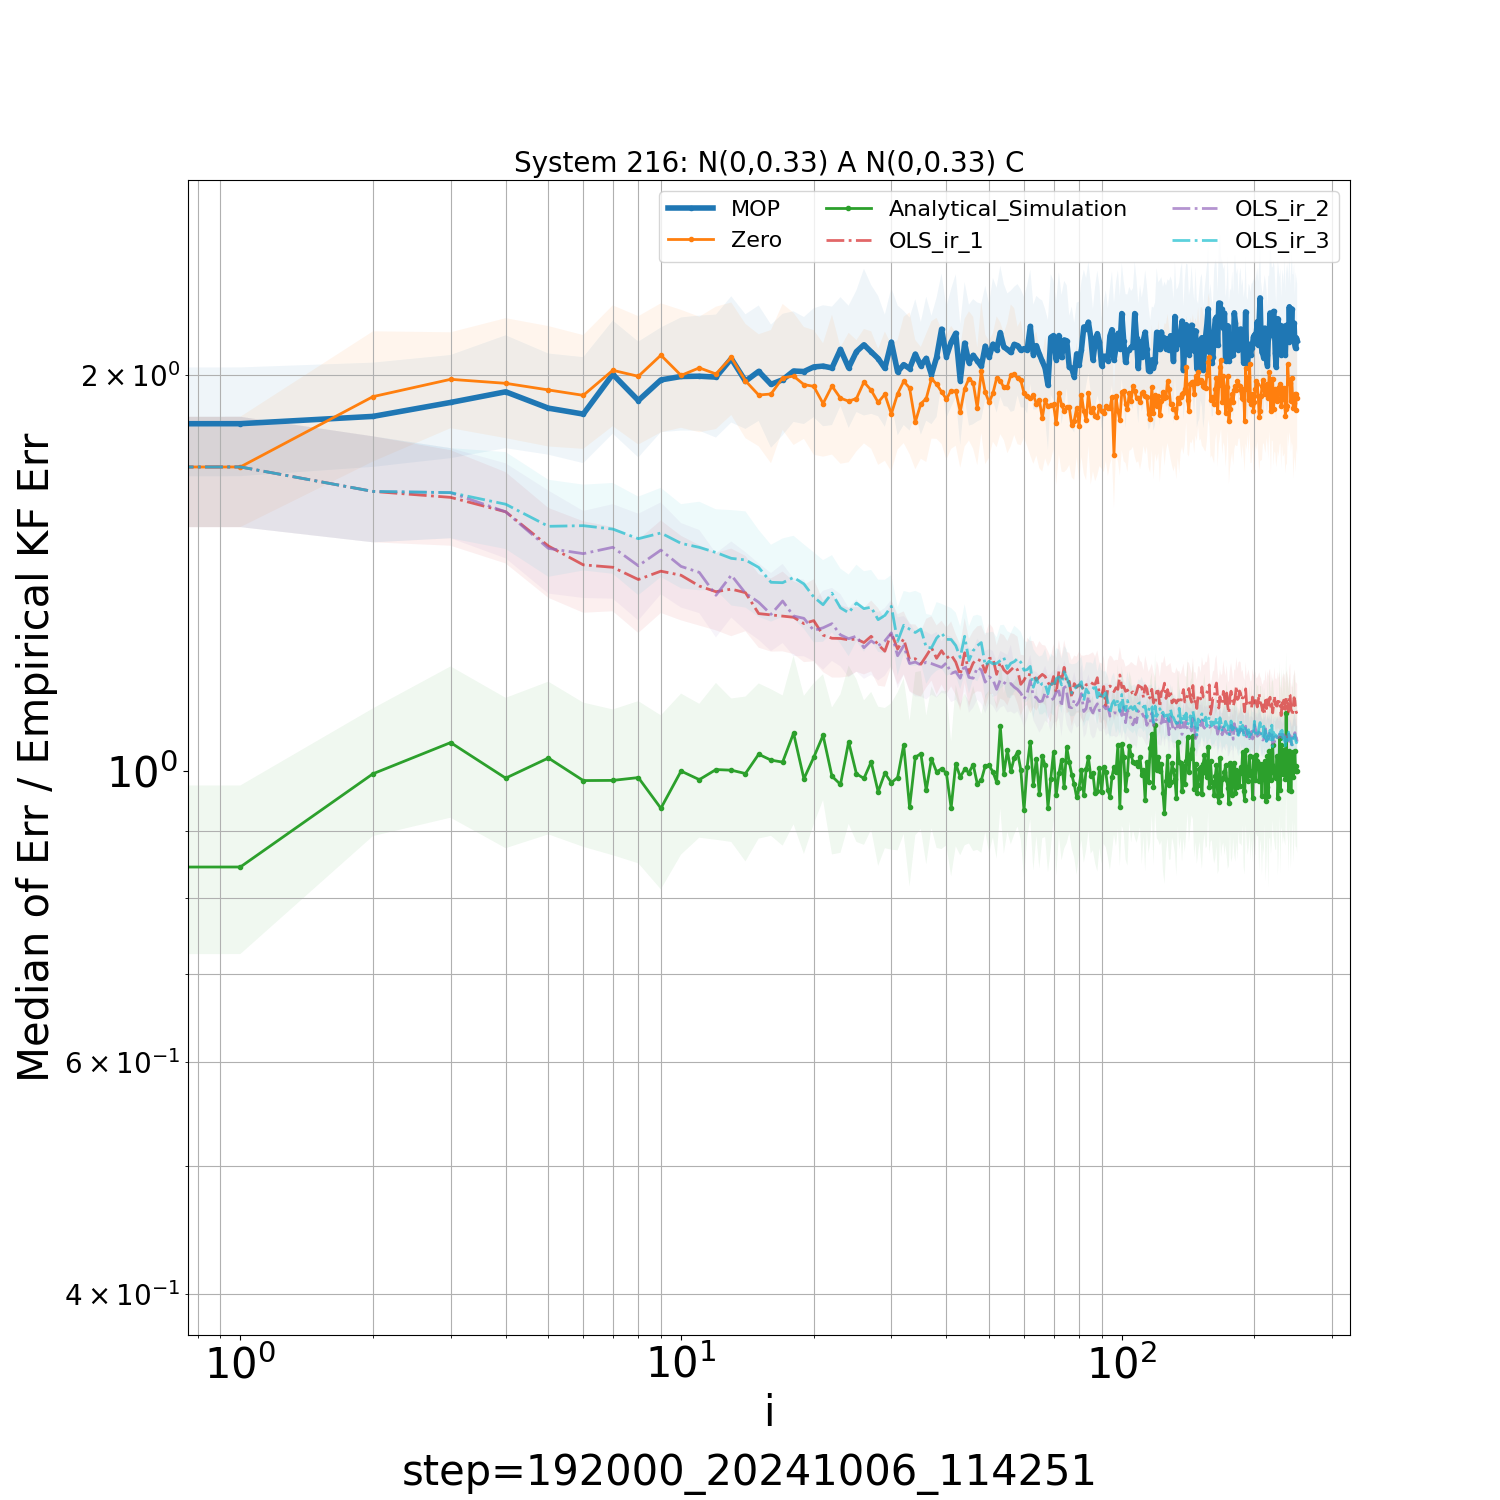 System 216: N(0,0.33) A N(0,0.33) C
MOP
Zero
Analytical_Simulation
OLS_ir_1
OLS_ir_2
OLS_ir_3
Median of Err / Empirical KF Err
2 × 10⁰
10⁰
6 × 10⁻¹
4 × 10⁻¹
10⁰ 10¹ 10²
i
step=192000_20241006_114251